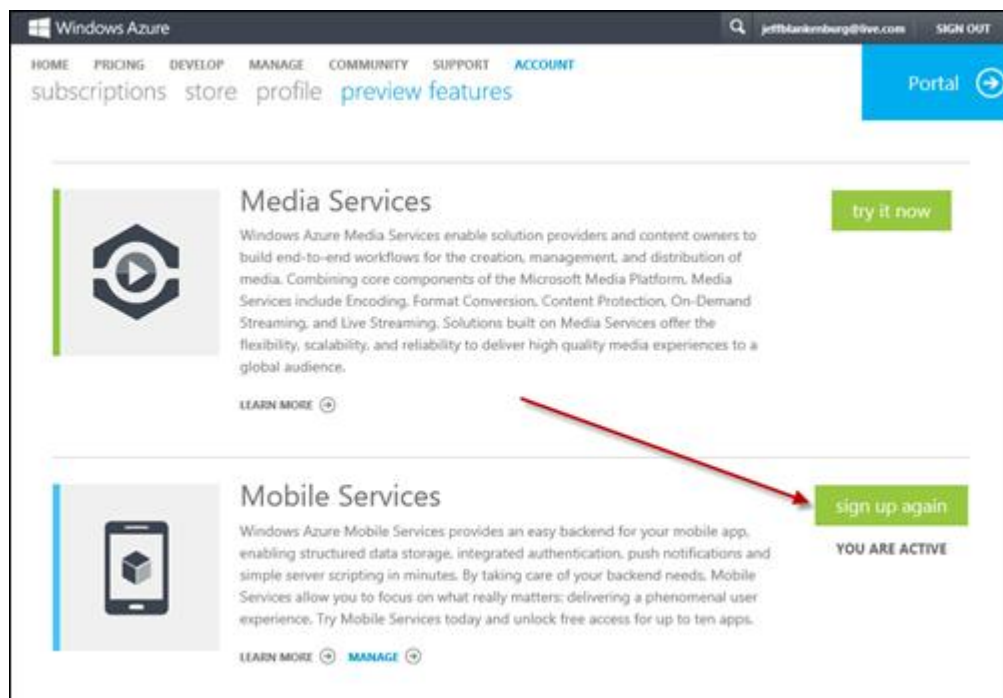 Windows Azure
jeffblankenburg@live.com SIGN OUT
HOME PRICING DEVELOP MANAGE COMMUNITY SUPPORT ACCOUNT
subscriptions store profile preview features
Portal
Media Services
try it now
Windows Azure Media Services enable solution providers and content owners to
build end-to-end workflows for the creation, management, and distribution of
media. Combining core components of the Microsoft Media Platform, Media
Services include Encoding, Format Conversion, Content Protection, On-Demand
Streaming, and Live Streaming. Solutions built on Media Services offer the
flexibility, scalability, and reliability to deliver high quality media experiences to a
global audience.
LEARN MORE
Mobile Services
sign up again
YOU ARE ACTIVE
Windows Azure Mobile Services provides an easy backend for your mobile app,
enabling structured data storage, integrated authentication, push notifications and
simple server scripting in minutes. By taking care of your backend needs, Mobile
Services allow you to focus on what really matters: delivering a phenomenal user
experience. Try Mobile Services today and unlock free access for up to ten apps.
LEARN MORE MANAGE